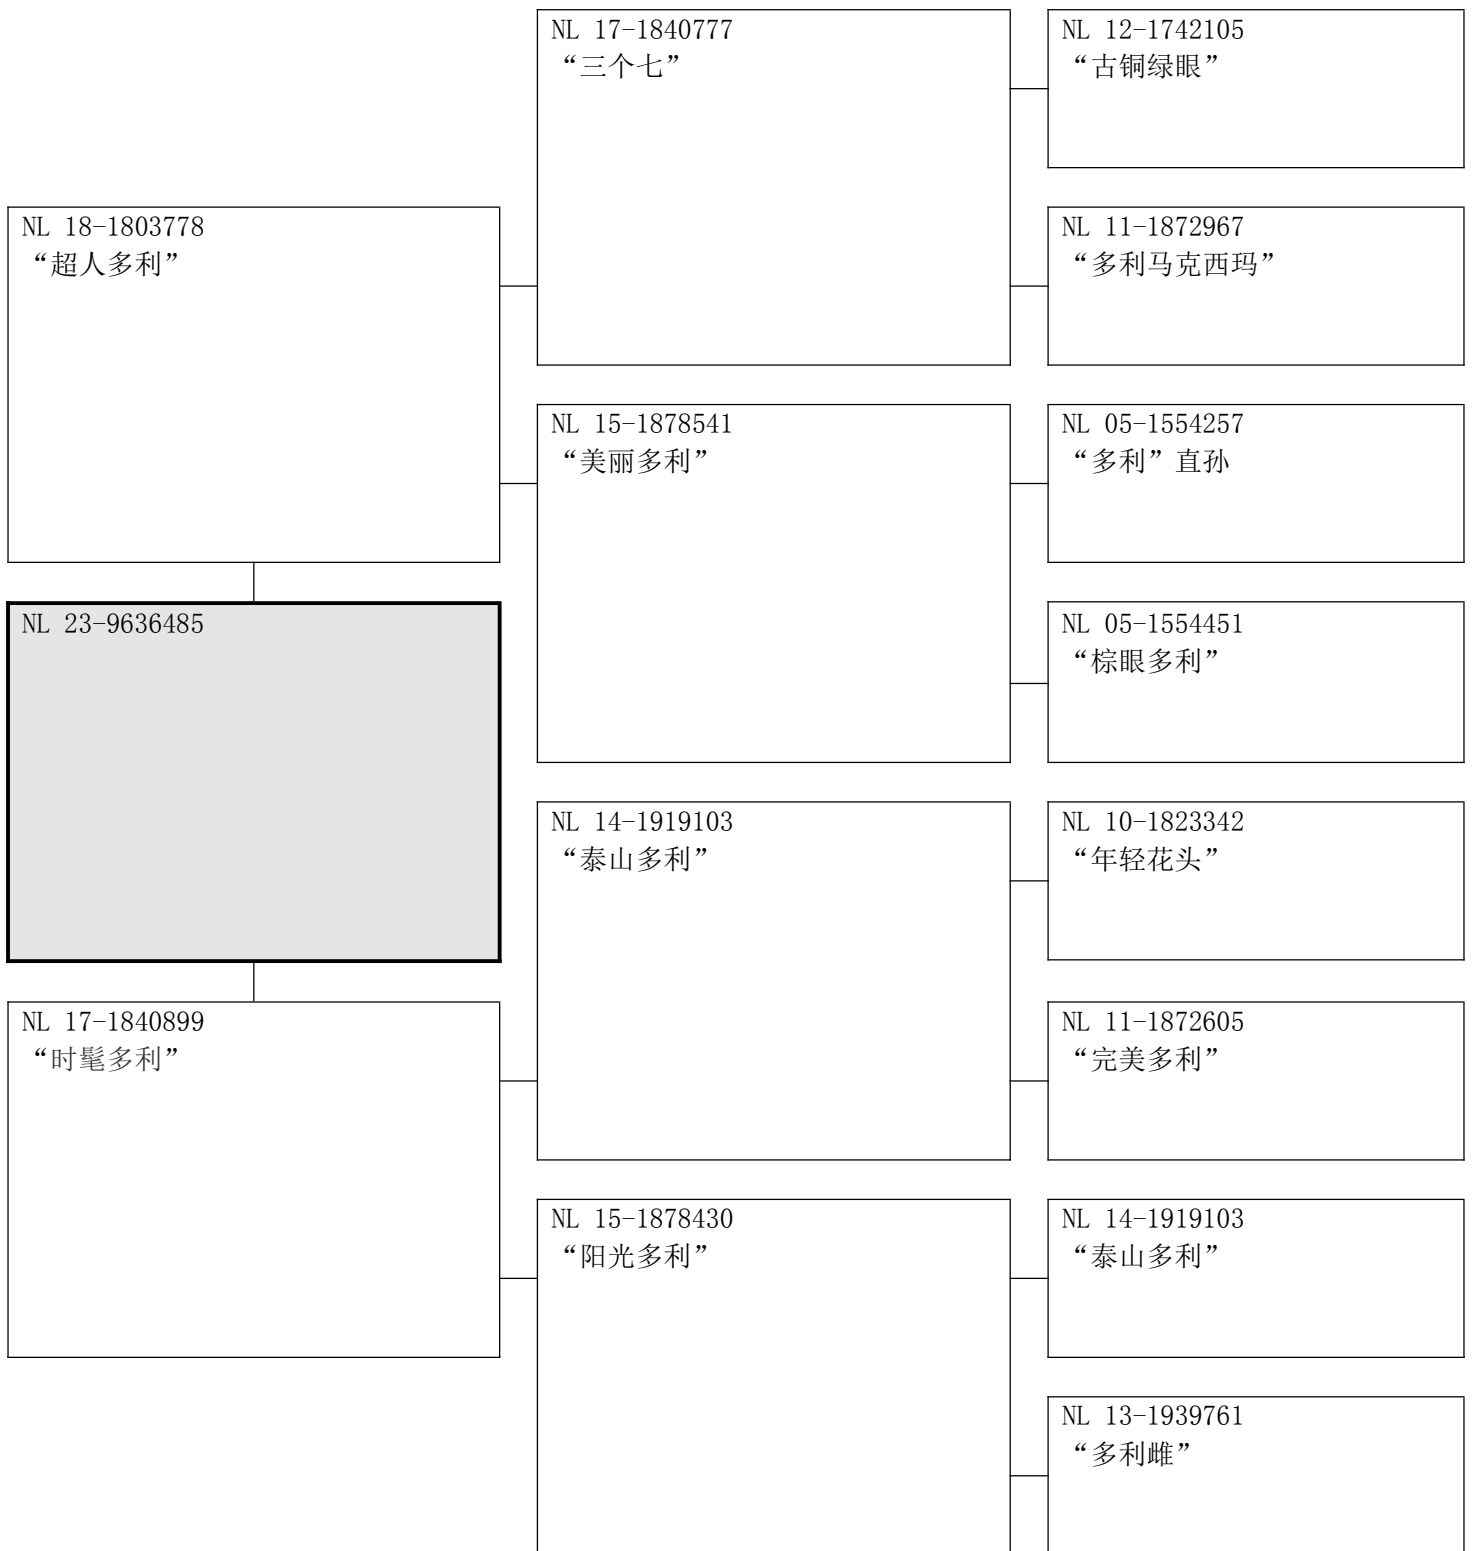 NL 17-1840777
“三个七”
NL 12-1742105
“古铜绿眼”
NL 18-1803778
“超人多利”
NL 11-1872967
“多利马克西玛”
NL 15-1878541
“美丽多利”
NL 05-1554257
“多利”直孙
NL 23-9636485
NL 05-1554451
“棕眼多利”
NL 14-1919103
“泰山多利”
NL 10-1823342
“年轻花头”
NL 17-1840899
“时髦多利”
NL 11-1872605
“完美多利”
NL 15-1878430
“阳光多利”
NL 14-1919103
“泰山多利”
NL 13-1939761
“多利雌”